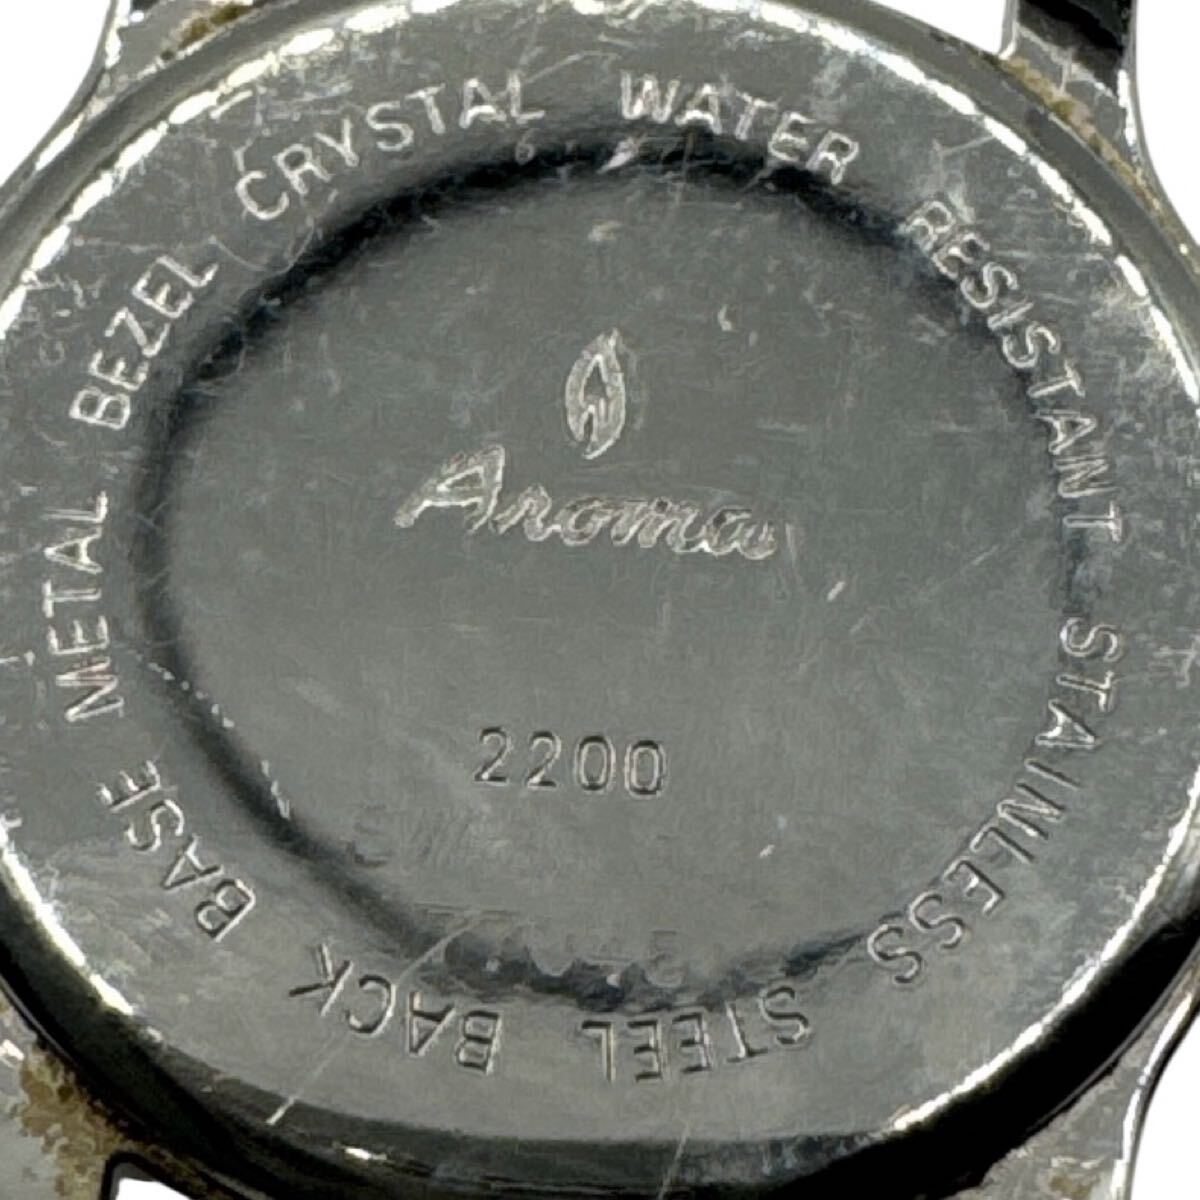 CRYSTAL WATER RESISTANT STAINLESS STEEL BACK BASE METAL BEZEL
Aroma
2200